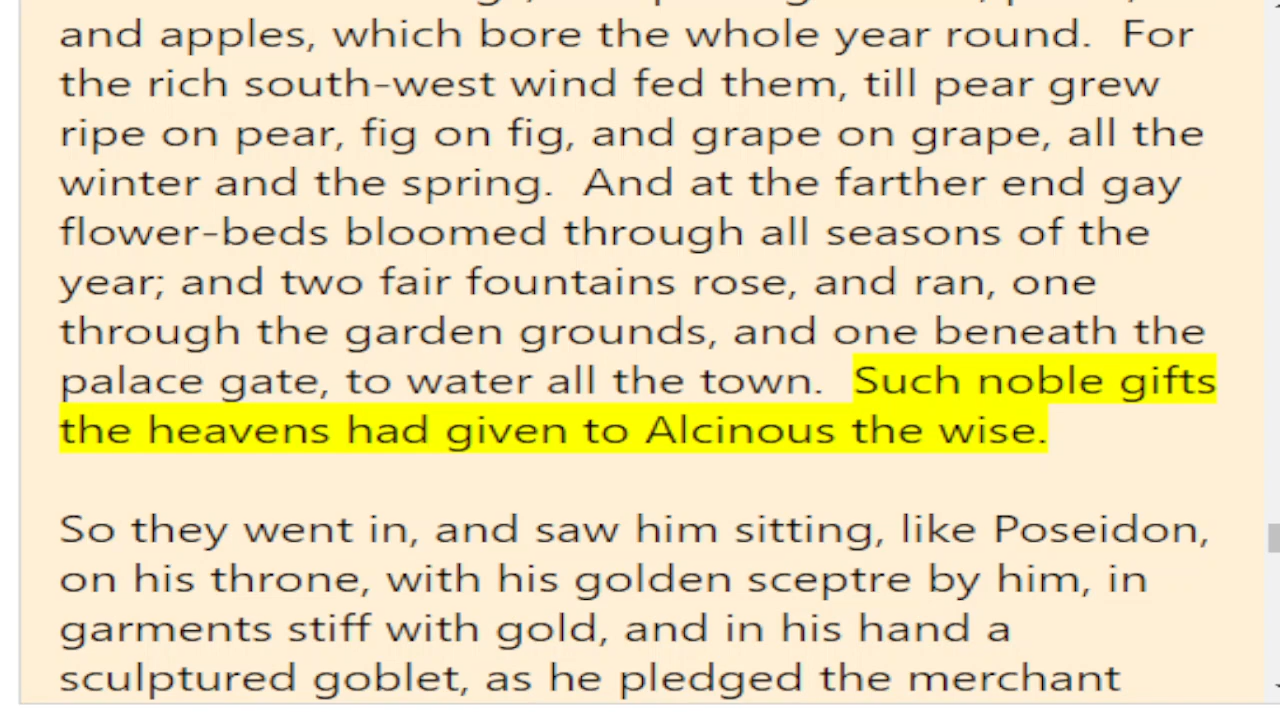 and apples, which bore the whole year round.  For
the rich south-west wind fed them, till pear grew
ripe on pear, fig on fig, and grape on grape, all the
winter and the spring.  And at the farther end gay
flower-beds bloomed through all seasons of the
year; and two fair fountains rose, and ran, one
through the garden grounds, and one beneath the
palace gate, to water all the town.  Such noble gifts
the heavens had given to Alcinous the wise.
So they went in, and saw him sitting, like Poseidon,
on his throne, with his golden sceptre by him, in
garments stiff with gold, and in his hand a
sculptured goblet, as he pledged the merchant